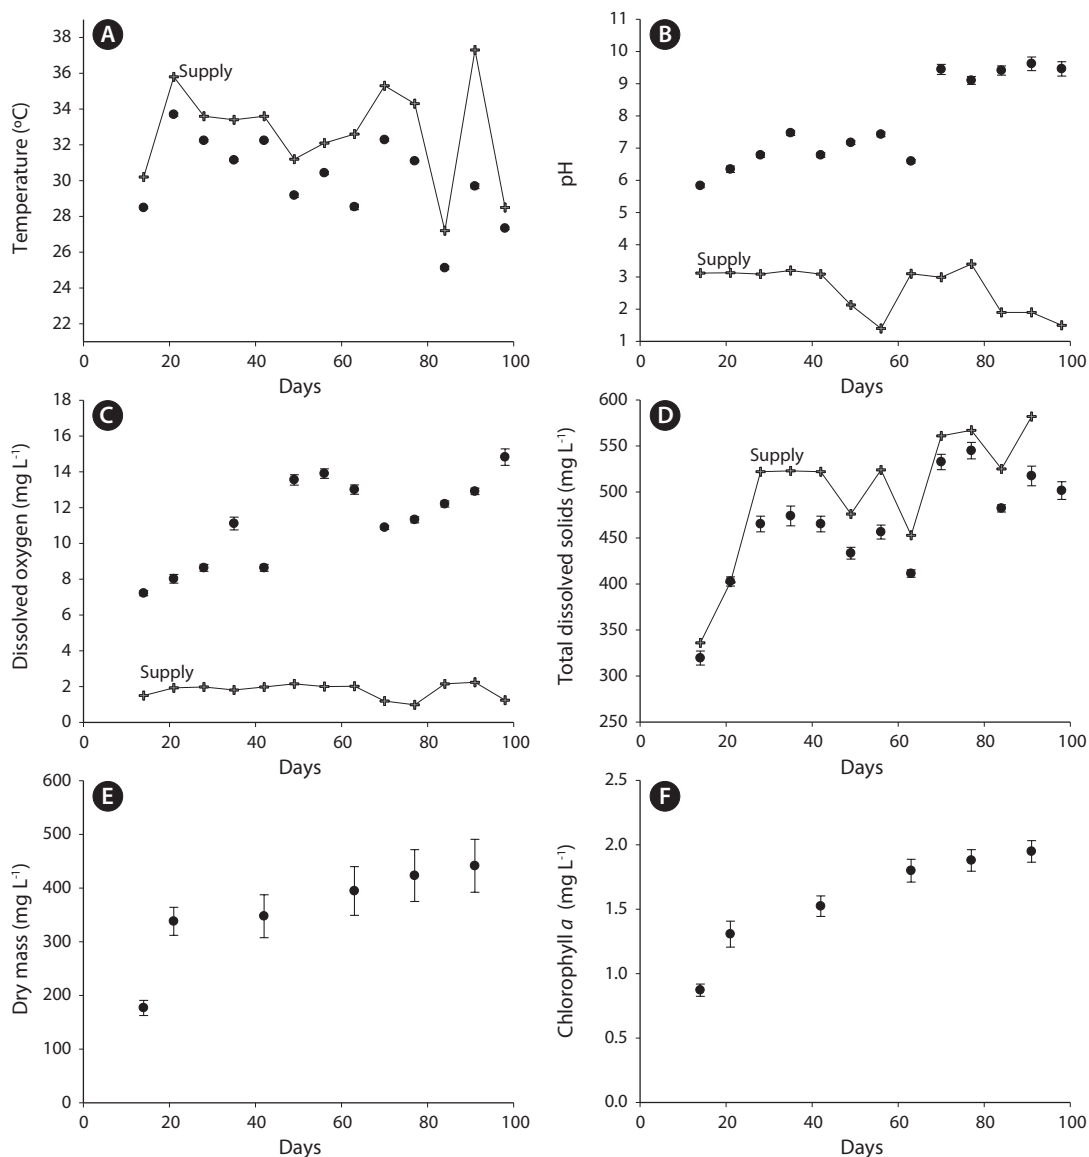 A
Temperature (ºC)
38
36
34
32
30
28
26
24
22
Supply
0 20 40 60 80 100
Days
B
pH
11
10
9
8
7
6
5
4
3
2
1
Supply
0 20 40 60 80 100
Days
C
Dissolved oxygen (mg L⁻¹)
18
16
14
12
10
8
6
4
2
0
Supply
0 20 40 60 80 100
Days
D
Total dissolved solids (mg L⁻¹)
600
550
500
450
400
350
300
250
Supply
0 20 40 60 80 100
Days
E
Dry mass (mg L⁻¹)
600
500
400
300
200
100
0
0 20 40 60 80 100
Days
F
Chlorophyll a (mg L⁻¹)
2.5
2.0
1.5
1.0
0.5
0.0
0 20 40 60 80 100
Days